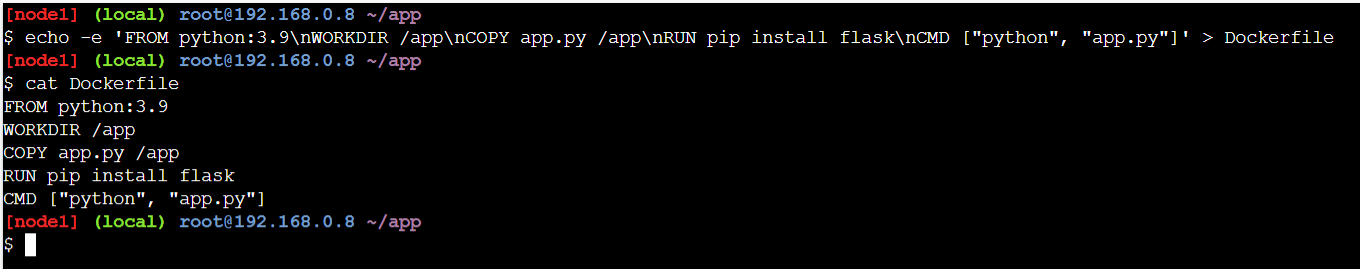 [node1] (local) root@192.168.0.8 ~/app
$ echo -e 'FROM python:3.9\nWORKDIR /app\nCOPY app.py /app\nRUN pip install flask\nCMD ["python", "app.py"]' > Dockerfile
[node1] (local) root@192.168.0.8 ~/app
$ cat Dockerfile
FROM python:3.9
WORKDIR /app
COPY app.py /app
RUN pip install flask
CMD ["python", "app.py"]
[node1] (local) root@192.168.0.8 ~/app
$